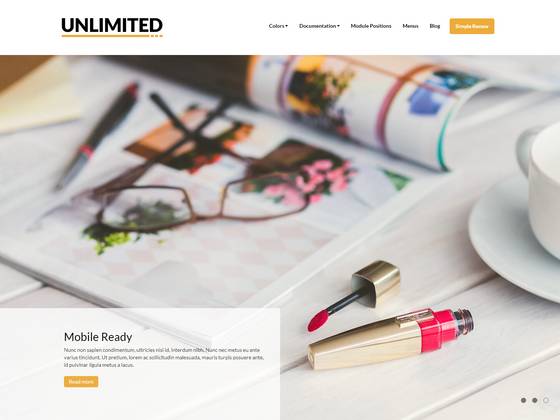 UNLIMITED
Colors
Documentation
Module Positions
Menus
Blog
Simple Renew
Mobile Ready
Nunc non sapien condimentum, ultricies nisl id, interdum nibh. Nunc nec metus eu ante
varius tincidunt. Ut pretium, lorem ac sollicitudin malesuada, mauris turpis posuere ante,
id pulvinar ligula metus a lacus.
Read more